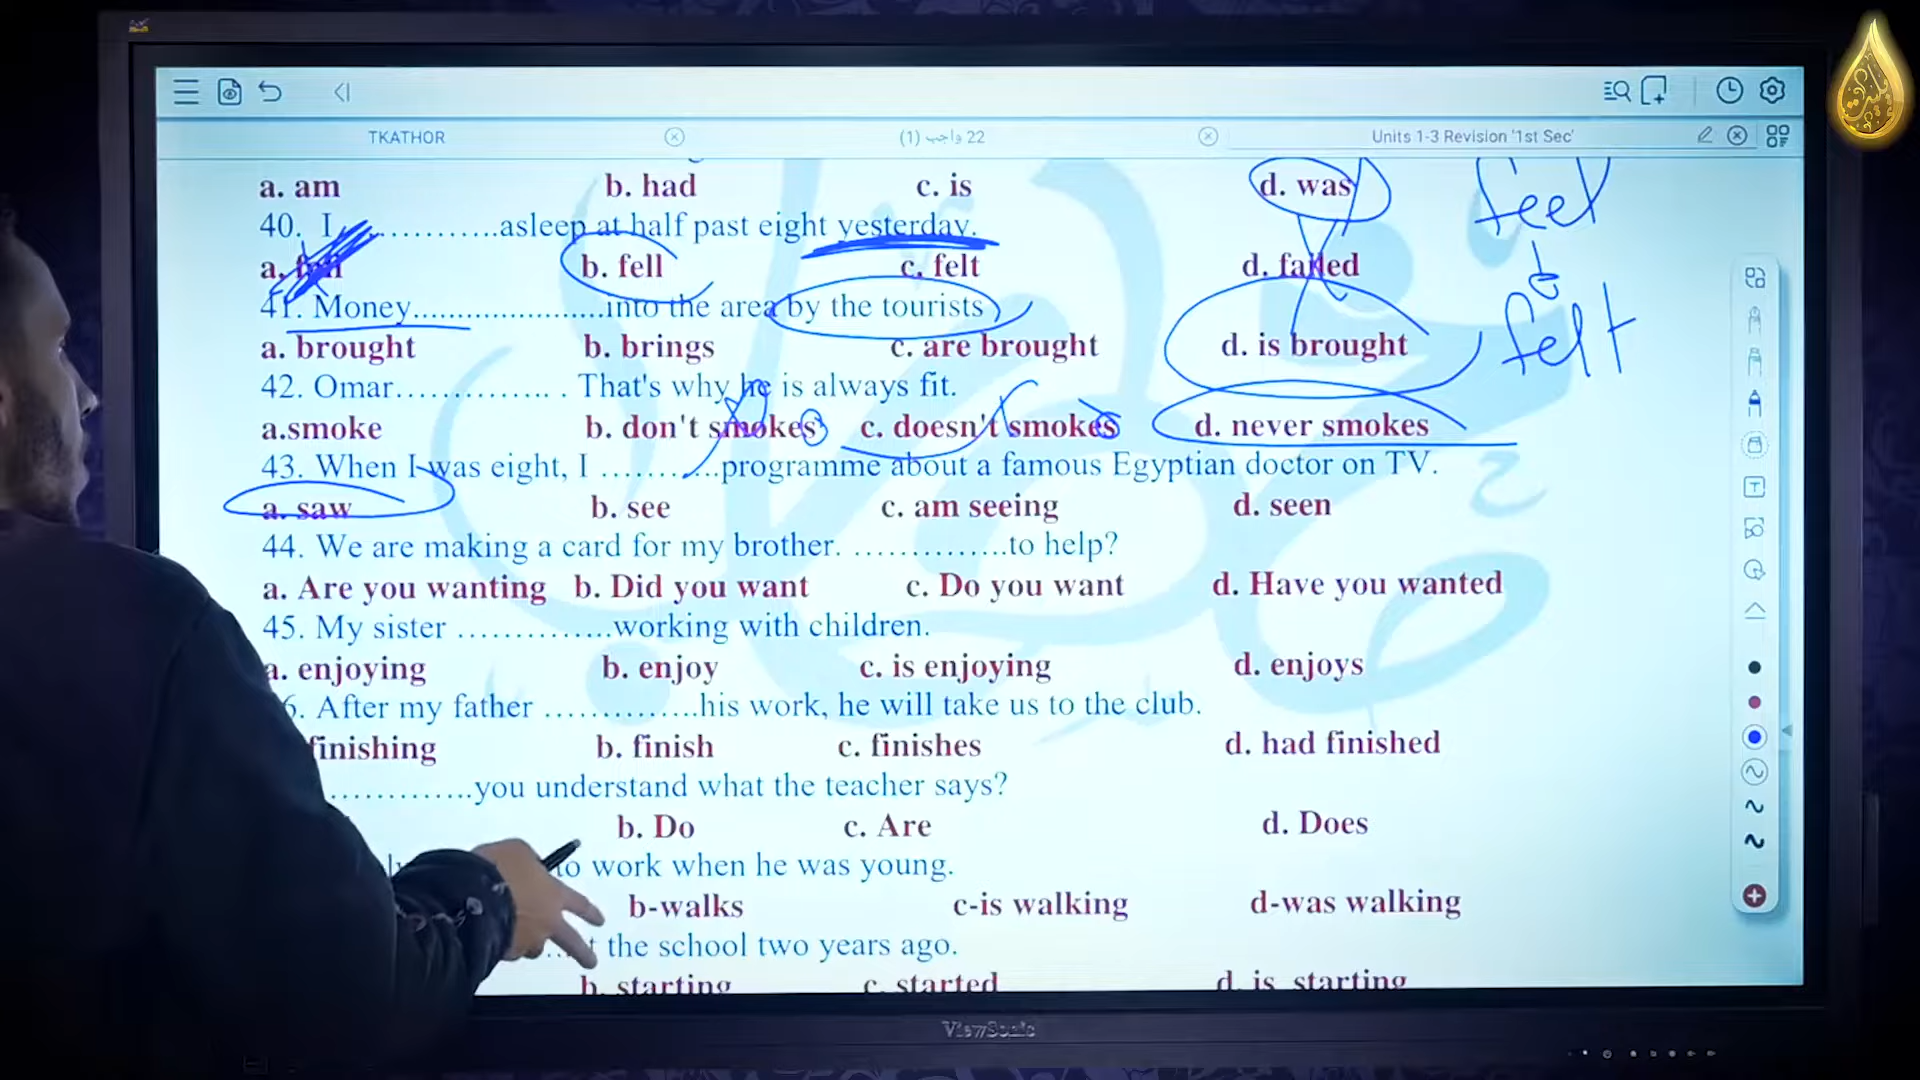 TKATHOR
22 واجب (1)
Units 1-3 Revision '1st Sec'
a. am b. had c. is d. was
feel
40. I ............asleep at half past eight yesterday.
a. b. fell c. felt d. failed
felt
41. Money......................into the area by the tourists
a. brought b. brings c. are brought d. is brought
42. Omar.............. . That's why he is always fit.
a.smoke b. don't smokes c. doesn't smokes d. never smokes
43. When I was eight, I ............programme about a famous Egyptian doctor on TV.
a. saw b. see c. am seeing d. seen
44. We are making a card for my brother. ..............to help?
a. Are you wanting b. Did you want c. Do you want d. Have you wanted
45. My sister ..............working with children.
a. enjoying b. enjoy c. is enjoying d. enjoys
6. After my father ..............his work, he will take us to the club.
finishing b. finish c. finishes d. had finished
.............you understand what the teacher says?
b. Do c. Are d. Does
to work when he was young.
b-walks c-is walking d-was walking
the school two years ago.
b. starting c. started d. is starting
ViewSonic